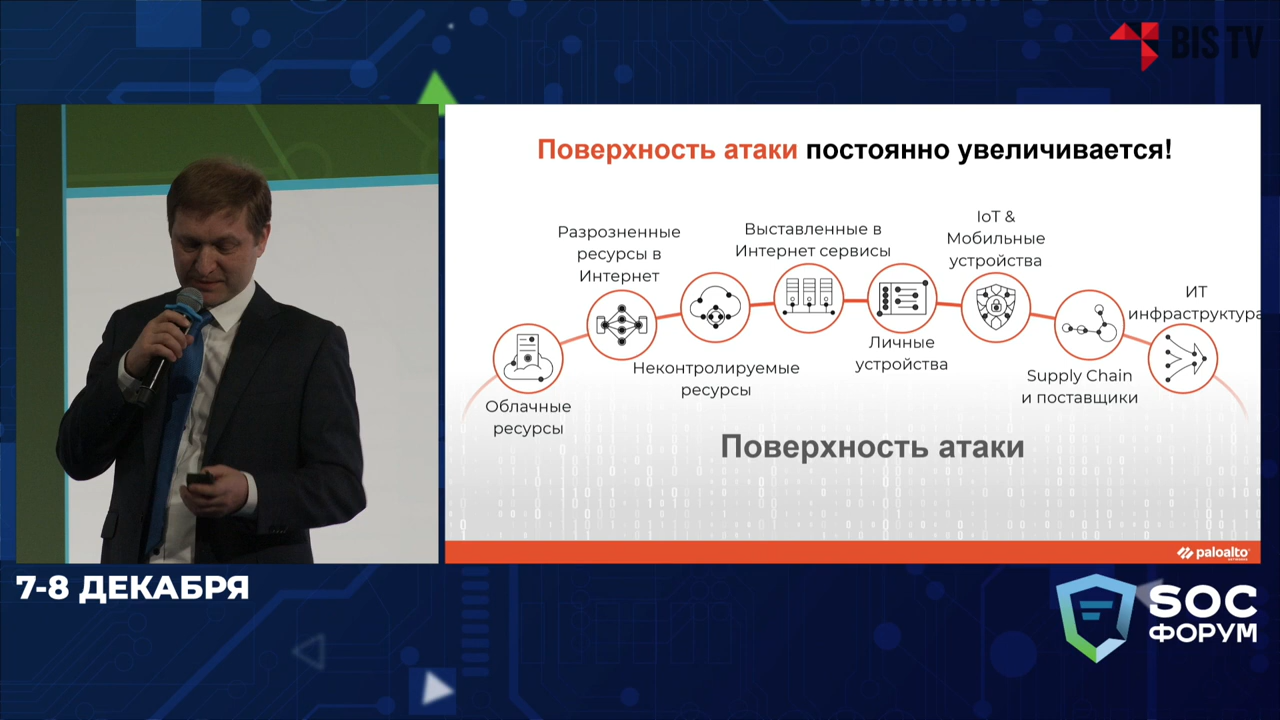 BIS TV
Поверхность атаки постоянно увеличивается!
Разрозненные
ресурсы в
Интернет
Выставленные в
Интернет сервисы
IoT &
Мобильные
устройства
ИТ
инфраструктура
Облачные
ресурсы
Неконтролируемые
ресурсы
Личные
устройства
Supply Chain
и поставщики
Поверхность атаки
paloalto
7-8 ДЕКАБРЯ
SOC
ФОРУМ